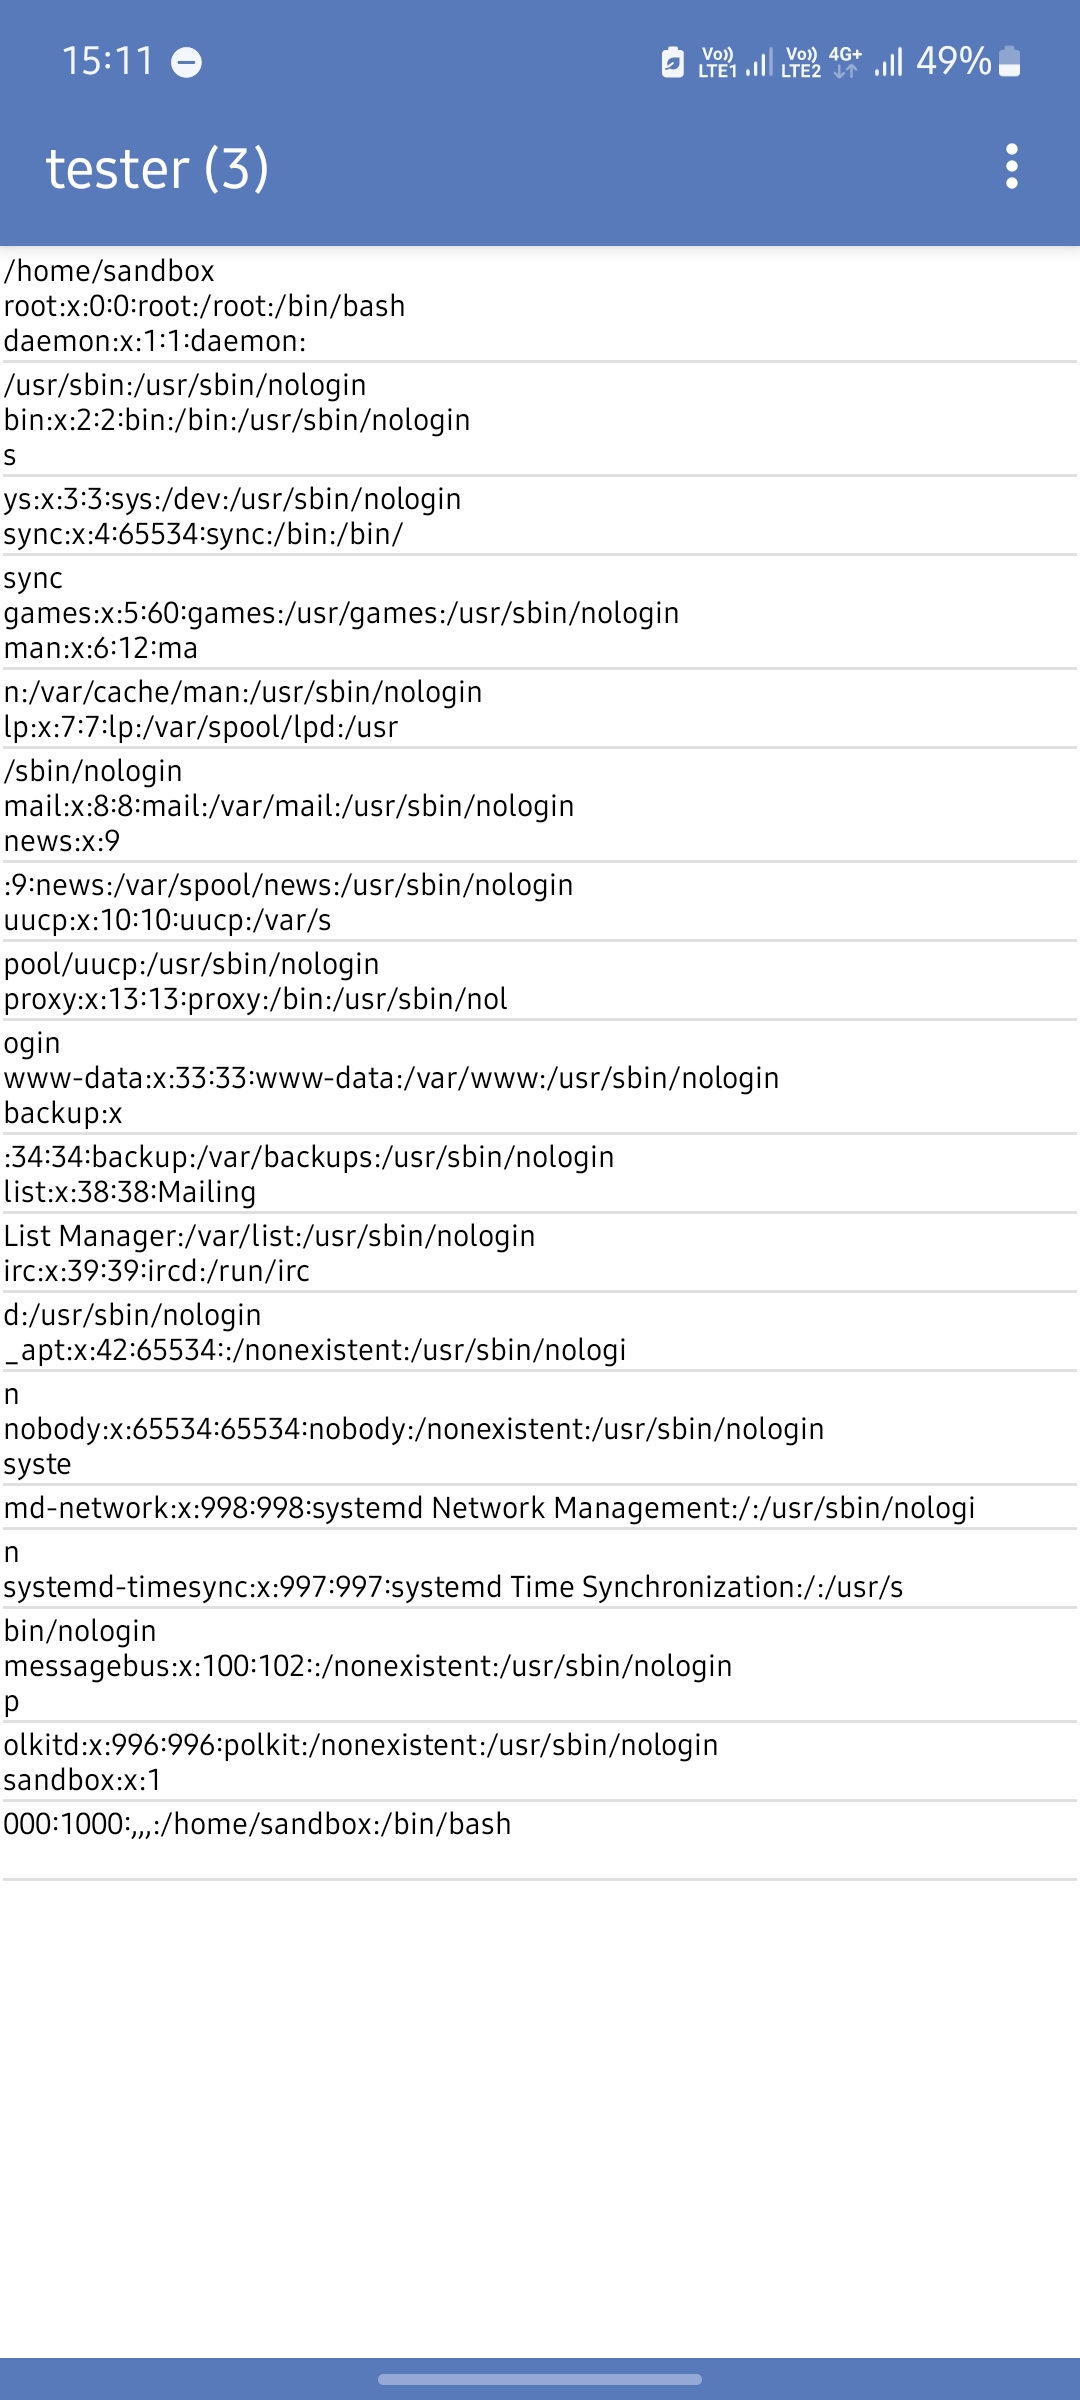 15:11
Vo)) LTE1 Vo)) LTE2 4G+ 49%
tester (3)
/home/sandbox
root:x:0:0:root:/root:/bin/bash
daemon:x:1:1:daemon:
/usr/sbin:/usr/sbin/nologin
bin:x:2:2:bin:/bin:/usr/sbin/nologin
s
ys:x:3:3:sys:/dev:/usr/sbin/nologin
sync:x:4:65534:sync:/bin:/bin/
sync
games:x:5:60:games:/usr/games:/usr/sbin/nologin
man:x:6:12:ma
n:/var/cache/man:/usr/sbin/nologin
lp:x:7:7:lp:/var/spool/lpd:/usr
/sbin/nologin
mail:x:8:8:mail:/var/mail:/usr/sbin/nologin
news:x:9
:9:news:/var/spool/news:/usr/sbin/nologin
uucp:x:10:10:uucp:/var/s
pool/uucp:/usr/sbin/nologin
proxy:x:13:13:proxy:/bin:/usr/sbin/nol
ogin
www-data:x:33:33:www-data:/var/www:/usr/sbin/nologin
backup:x
:34:34:backup:/var/backups:/usr/sbin/nologin
list:x:38:38:Mailing
List Manager:/var/list:/usr/sbin/nologin
irc:x:39:39:ircd:/run/irc
d:/usr/sbin/nologin
_apt:x:42:65534::/nonexistent:/usr/sbin/nologi
n
nobody:x:65534:65534:nobody:/nonexistent:/usr/sbin/nologin
syste
md-network:x:998:998:systemd Network Management:/:/usr/sbin/nologi
n
systemd-timesync:x:997:997:systemd Time Synchronization:/:/usr/s
bin/nologin
messagebus:x:100:102::/nonexistent:/usr/sbin/nologin
p
olkitd:x:996:996:polkit:/nonexistent:/usr/sbin/nologin
sandbox:x:1
000:1000:,,,:/home/sandbox:/bin/bash